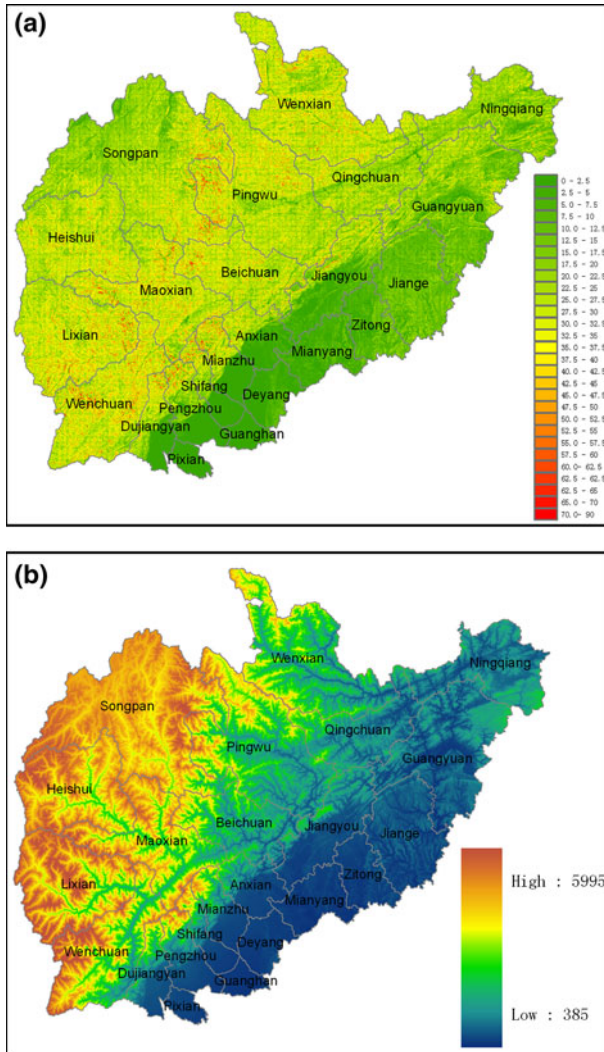 (a)
Wenxian
Ningqiang
Songpan
Qingchuan
Pingwu
Guangyuan
Heishui
Beichuan
Jiangyou
Jiange
Maoxian
Lixian
Anxian
Zitong
Mianzhu
Mianyang
Shifang
Wenchuan
Pengzhou
Deyang
Dujiangyan
Guanghan
Pixian
0 - 2.5
2.5 - 5
5.0 - 7.5
7.5 - 10
10.0 - 12.5
12.5 - 15
15.0 - 17.5
17.5 - 20
20.0 - 22.5
22.5 - 25
25.0 - 27.5
27.5 - 30
30.0 - 32.5
32.5 - 35
35.0 - 37.5
37.5 - 40
40.0 - 42.5
42.5 - 45
45.0 - 47.5
47.5 - 50
50.0 - 52.5
52.5 - 55
55.0 - 57.5
57.5 - 60
60.0- 62.5
62.5 - 62.5
62.5 - 65
65.0 - 70
70.0- 90
(b)
Wenxian
Ningqiang
Songpan
Qingchuan
Pingwu
Guangyuan
Heishui
Beichuan
Jiangyou
Jiange
Maoxian
Lixian
Anxian
Zitong
Mianzhu
Mianyang
Shifang
Wenchuan
Pengzhou
Deyang
Dujiangyan
Guanghan
Pixian
High : 5995
Low : 385